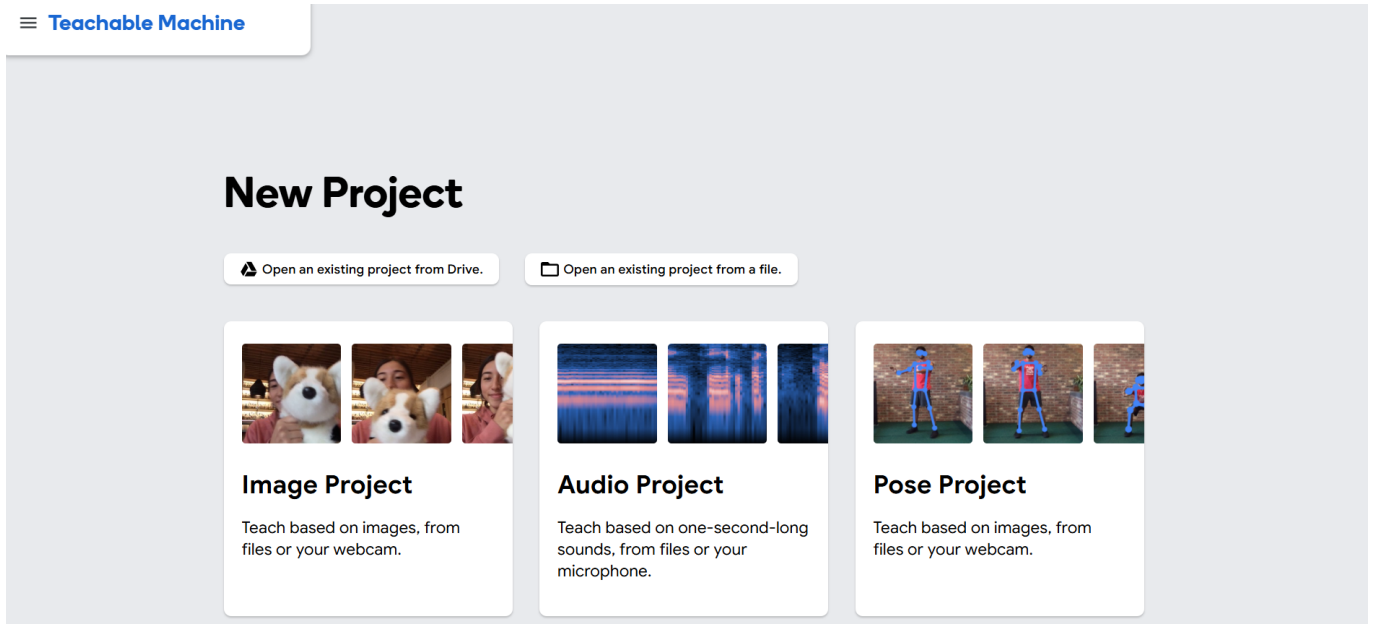 Teachable Machine
New Project
Open an existing project from Drive.
Open an existing project from a file.
Image Project
Teach based on images, from
files or your webcam.
Audio Project
Teach based on one-second-long
sounds, from files or your
microphone.
Pose Project
Teach based on images, from
files or your webcam.